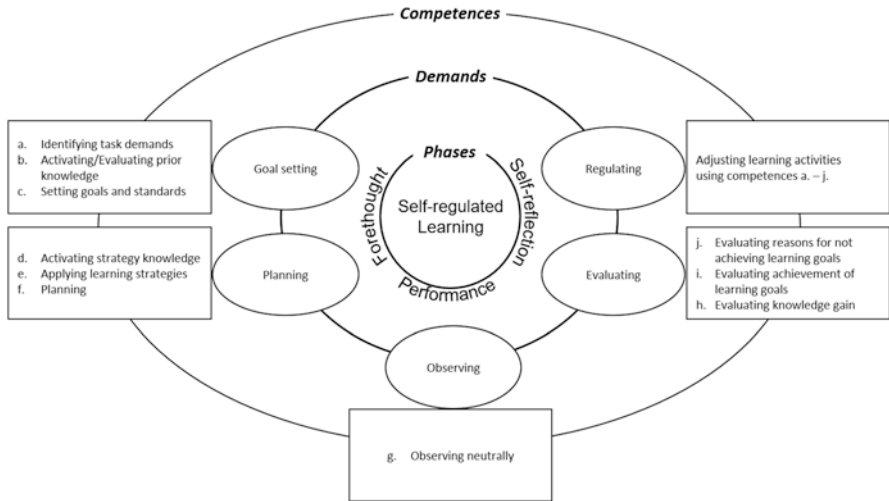 Competences
Demands
Phases
Self-regulated
Learning
Forethought
Performance
Self-reflection
Goal setting
Planning
Observing
Evaluating
Regulating
a. Identifying task demands
b. Activating/Evaluating prior
knowledge
c. Setting goals and standards
d. Activating strategy knowledge
e. Applying learning strategies
f. Planning
g. Observing neutrally
j. Evaluating reasons for not
achieving learning goals
i. Evaluating achievement of
learning goals
h. Evaluating knowledge gain
Adjusting learning activities
using competences a. – j.